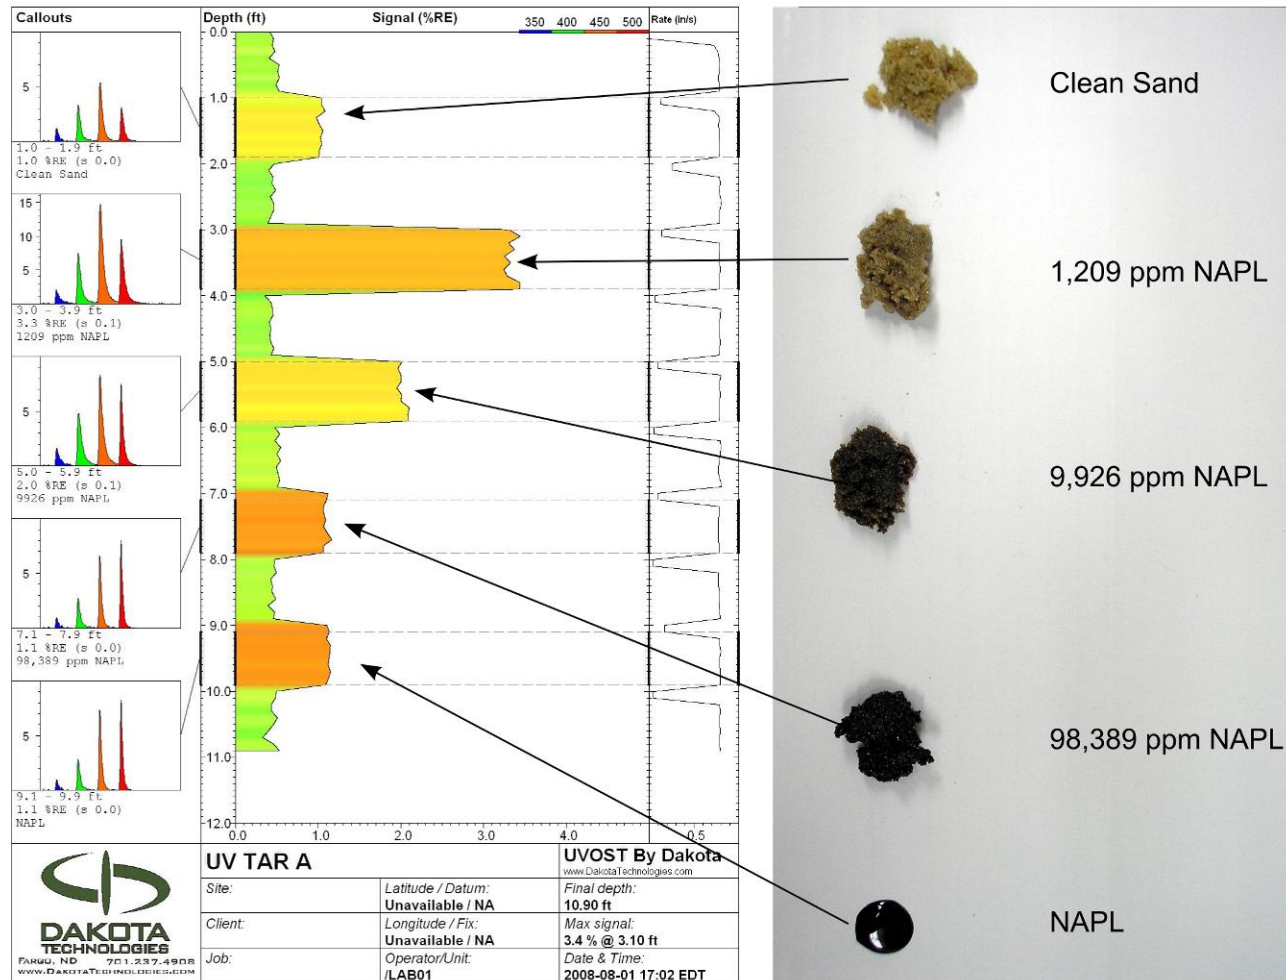 Callouts
Depth (ft)
Signal (%RE)
350 400 450 500
Rate (in/s)
5
1.0 - 1.9 ft
1.0 %RE (s 0.0)
Clean Sand
15
10
5
3.0 - 3.9 ft
3.3 %RE (s 0.1)
1209 ppm NAPL
5
5.0 - 5.9 ft
2.0 %RE (s 0.1)
9926 ppm NAPL
5
7.1 - 7.9 ft
1.1 %RE (s 0.0)
98,389 ppm NAPL
5
9.1 - 9.9 ft
1.1 %RE (s 0.0)
NAPL
0.0
1.0
2.0
3.0
4.0
5.0
6.0
7.0
8.0
9.0
10.0
11.0
12.0
0.0 1.0 2.0 3.0 4.0
0.5
Clean Sand
1,209 ppm NAPL
9,926 ppm NAPL
98,389 ppm NAPL
NAPL
DAKOTA
TECHNOLOGIES
FARGO, ND 701.237.4908
WWW.DAKOTATECHNOLOGIES.COM
UV TAR A
UVOST By Dakota
www.DakotaTechnologies.com
Site:
Latitude / Datum:
Unavailable / NA
Final depth:
10.90 ft
Client:
Longitude / Fix:
Unavailable / NA
Max signal:
3.4 % @ 3.10 ft
Job:
Operator/Unit:
/LAB01
Date & Time:
2008-08-01 17:02 EDT